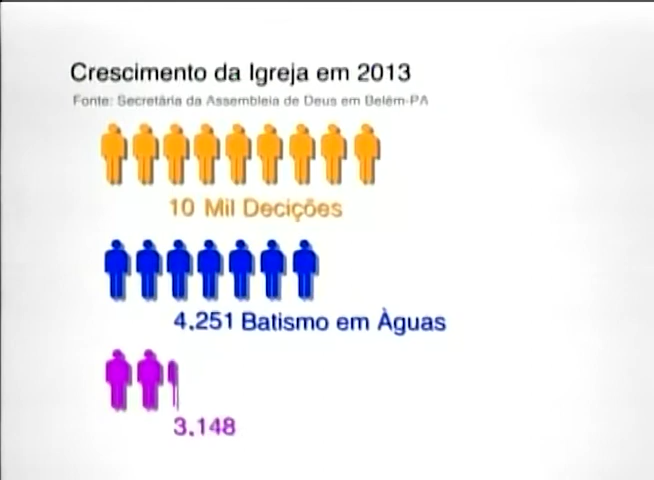 Crescimento da Igreja em 2013
Fonte: Secretária da Assembleia de Deus em Belém-PA
10 Mil Decições
4.251 Batismo em Àguas
3.148